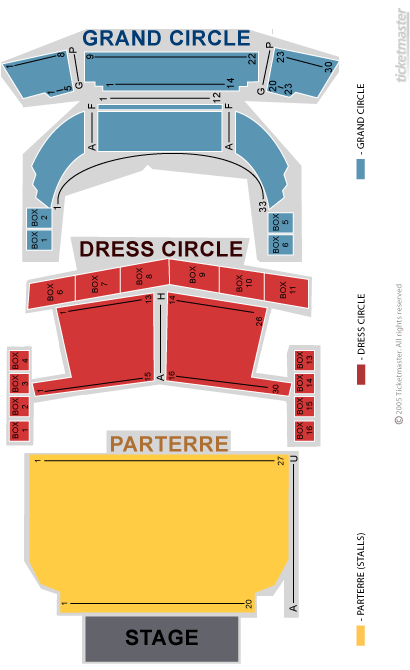 GRAND CIRCLE
1 8 P 9 22 P 23 30
1 5 G 1 14 G 20 7 23
F 1 12 F
A A
1 33
BOX 2
BOX 1
BOX 5
BOX 6
DRESS CIRCLE
BOX 6
BOX 7
BOX 8
BOX 9
BOX 10
BOX 11
1 13 H 14 26
1 15 A 16 30
BOX 4
BOX 3
BOX 2
BOX 1
BOX 13
BOX 14
BOX 15
BOX 16
PARTERRE
1 27 U
1 20 A
STAGE
ticketmaster
- GRAND CIRCLE
- DRESS CIRCLE
- PARTERRE (STALLS)
© 2005 Ticketmaster. All rights reserved